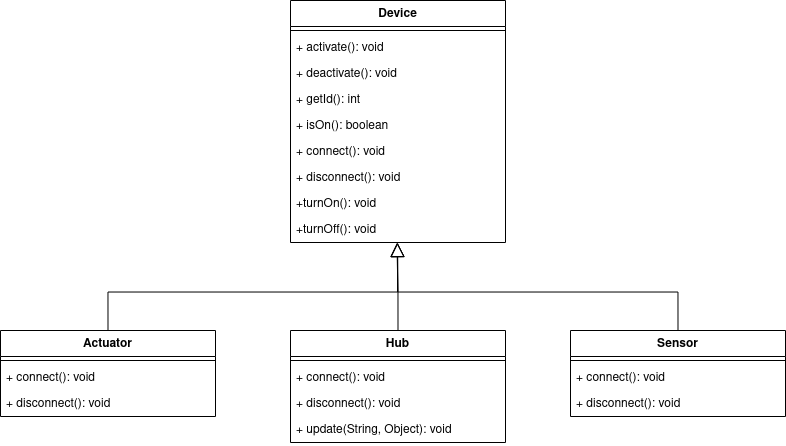 Device
+ activate(): void
+ deactivate(): void
+ getId(): int
+ isOn(): boolean
+ connect(): void
+ disconnect(): void
+turnOn(): void
+turnOff(): void
Actuator
+ connect(): void
+ disconnect(): void
Hub
+ connect(): void
+ disconnect(): void
+ update(String, Object): void
Sensor
+ connect(): void
+ disconnect(): void